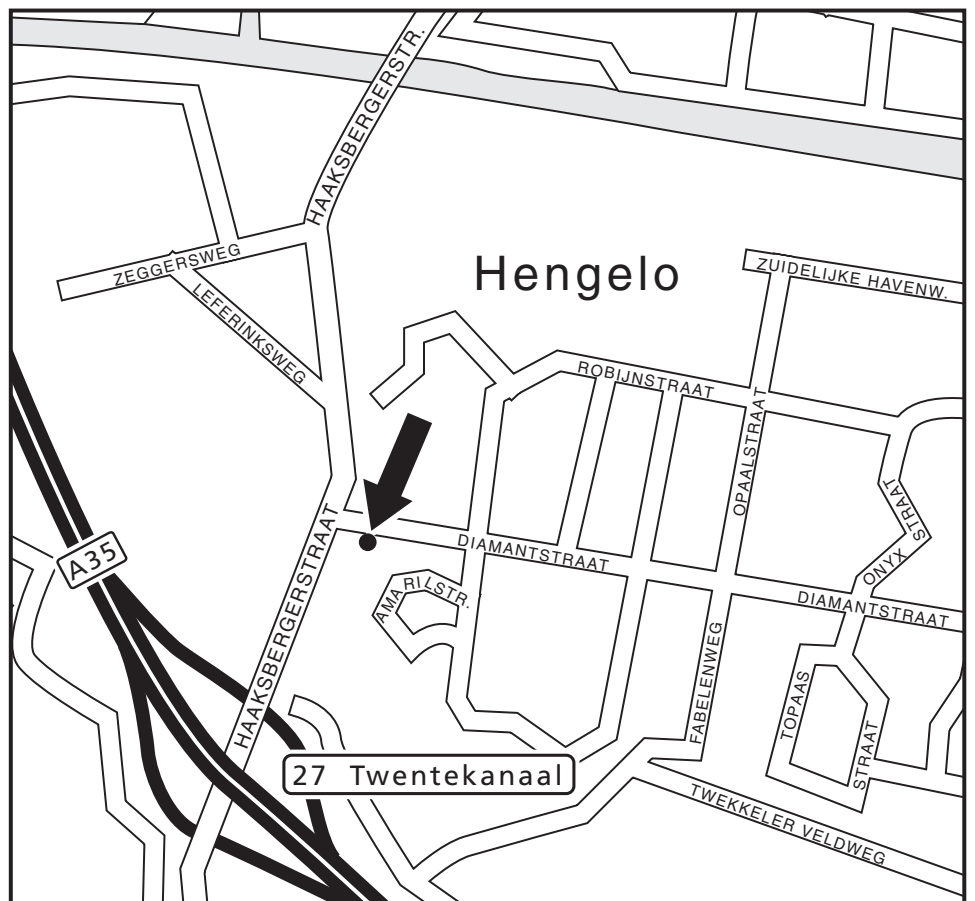 HAAKSBERGERSTR.
ZEGGERSWEG
LEFERINKSWEG
Hengelo
ZUIDELIJKE HAVENW.
ROBIJNSTRAAT
OPAALSTRAAT
ONYX
STRAAT
A35
HAAKSBERGERSTRAAT
DIAMANTSTRAAT
AMARILSTR.
DIAMANTSTRAAT
FABELENWEG
TOPAAS
STRAAT
27 Twentekanaal
TWEKKELER VELDWEG